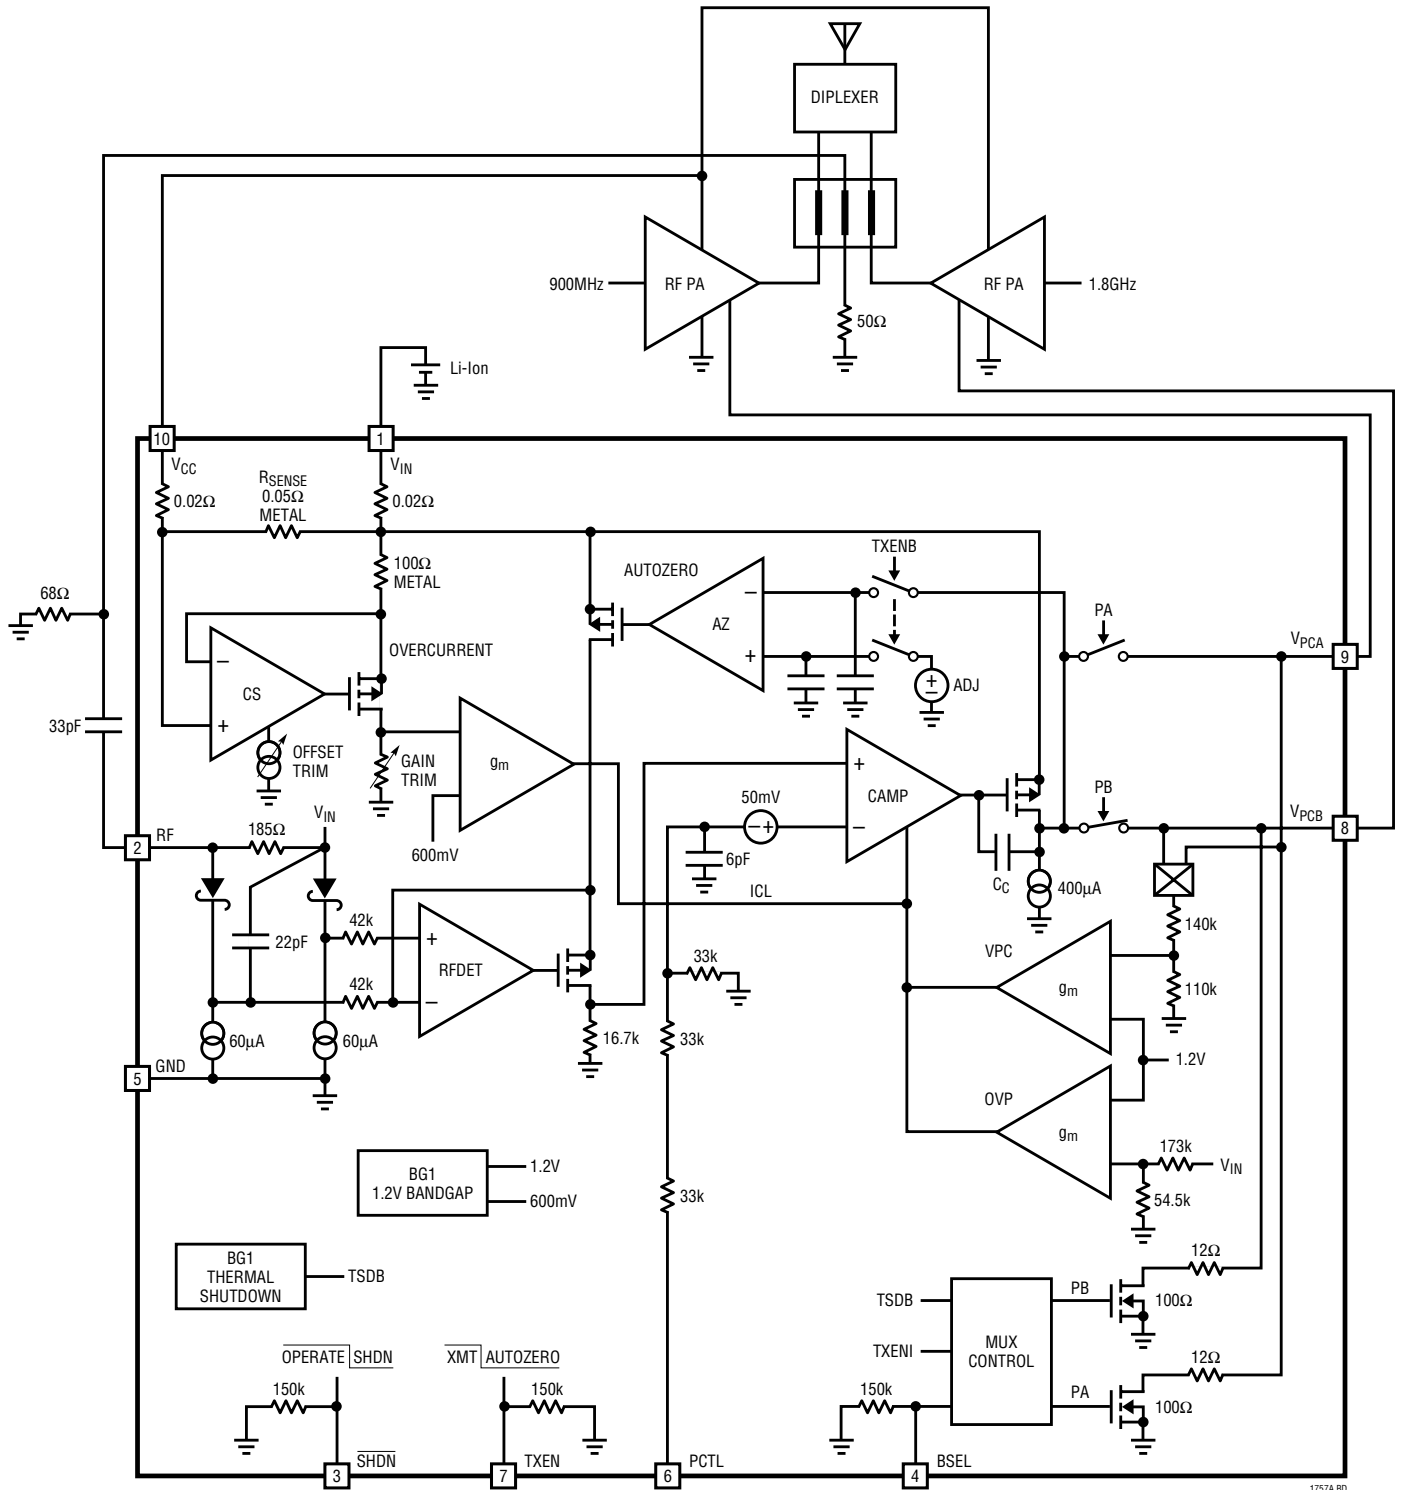 DIPLEXER
900MHz
RF PA
RF PA
1.8GHz
50Ω
Li-Ion
10
1
VCC
VIN
RSENSE
0.05Ω
METAL
0.02Ω
0.02Ω
100Ω
METAL
TXENB
AUTOZERO
68Ω
AZ
−
+
PA
VPCA
9
OVERCURRENT
−
CS
+
ADJ
+
−
33pF
OFFSET
TRIM
GAIN
TRIM
gm
600mV
50mV
−+
+
CAMP
−
PB
VPCB
8
VIN
2
RF
185Ω
6pF
CC
400µA
ICL
140k
42k
22pF
+
RFDET
−
42k
33k
VPC
gm
110k
60µA
60µA
16.7k
33k
1.2V
5
GND
OVP
gm
173k
VIN
54.5k
BG1
1.2V BANDGAP
1.2V
600mV
33k
BG1
THERMAL
SHUTDOWN
TSDB
12Ω
TSDB
PB
100Ω
TXENI
MUX
CONTROL
12Ω
OPERATE SHDN
XMT AUTOZERO
150k
150k
150k
PA
100Ω
3
SHDN
7
TXEN
6
PCTL
4
BSEL
1757A BD